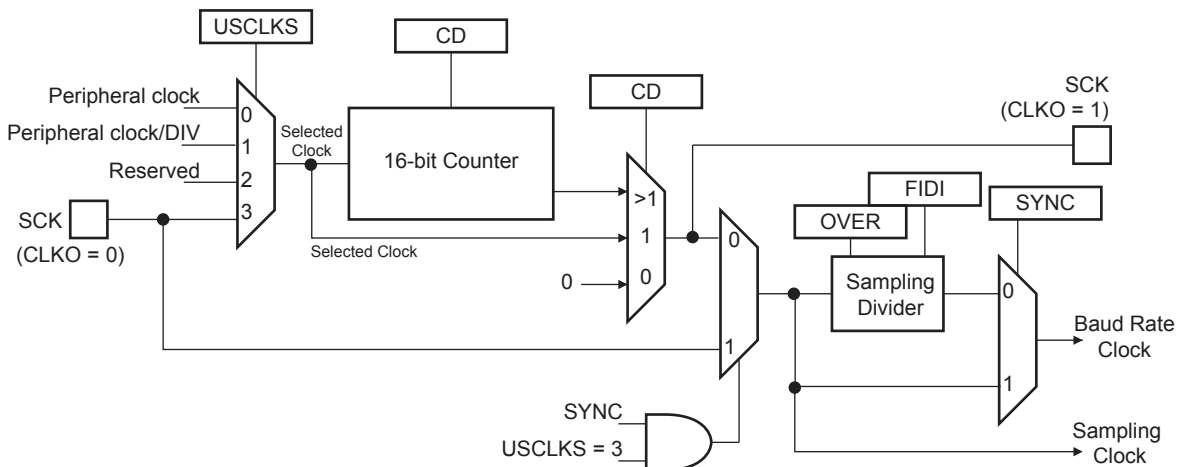 USCLKS
CD
CD
SCK
(CLKO = 1)
Peripheral clock
0
Peripheral clock/DIV
1
Reserved
2
3
Selected
Clock
16-bit Counter
SCK
(CLKO = 0)
Selected Clock
>1
1
0
0
0
1
FIDI
OVER
SYNC
Sampling
Divider
0
1
Baud Rate
Clock
SYNC
USCLKS = 3
Sampling
Clock